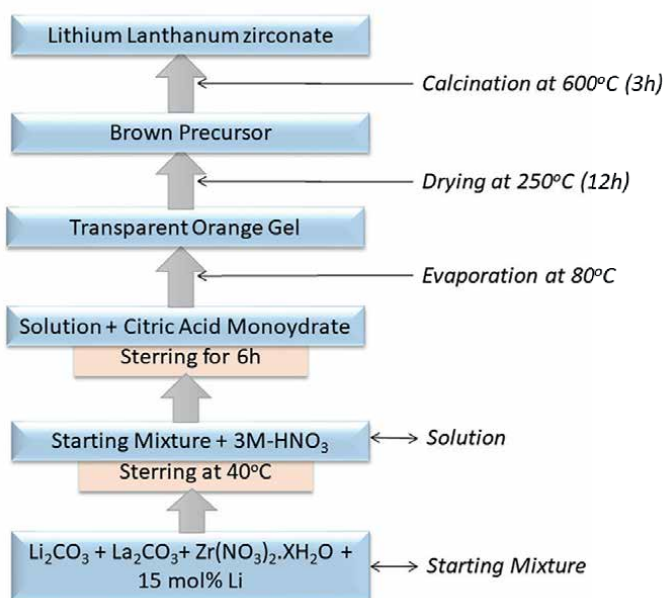 Lithium Lanthanum zirconate
Calcination at 600°C (3h)
Brown Precursor
Drying at 250°C (12h)
Transparent Orange Gel
Evaporation at 80°C
Solution + Citric Acid Monoydrate
Sterring for 6h
Starting Mixture + 3M-HNO₃
Solution
Sterring at 40°C
Li₂CO₃ + La₂CO₃+ Zr(NO₃)₂.XH₂O +
15 mol% Li
Starting Mixture